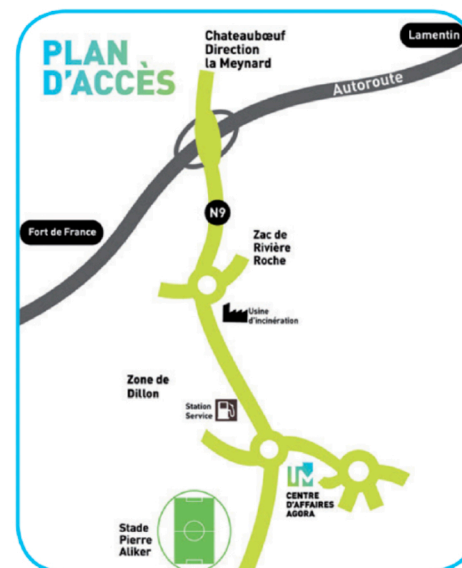 PLAN
D'ACCÈS
Chateaubœuf
Direction
la Meynard
Lamentin
Autoroute
N9
Fort de France
Zac de
Rivière
Roche
Usine
d'incinération
Zone de
Dillon
Station
Service
CENTRE
D'AFFAIRES
AGORA
Stade
Pierre
Aliker